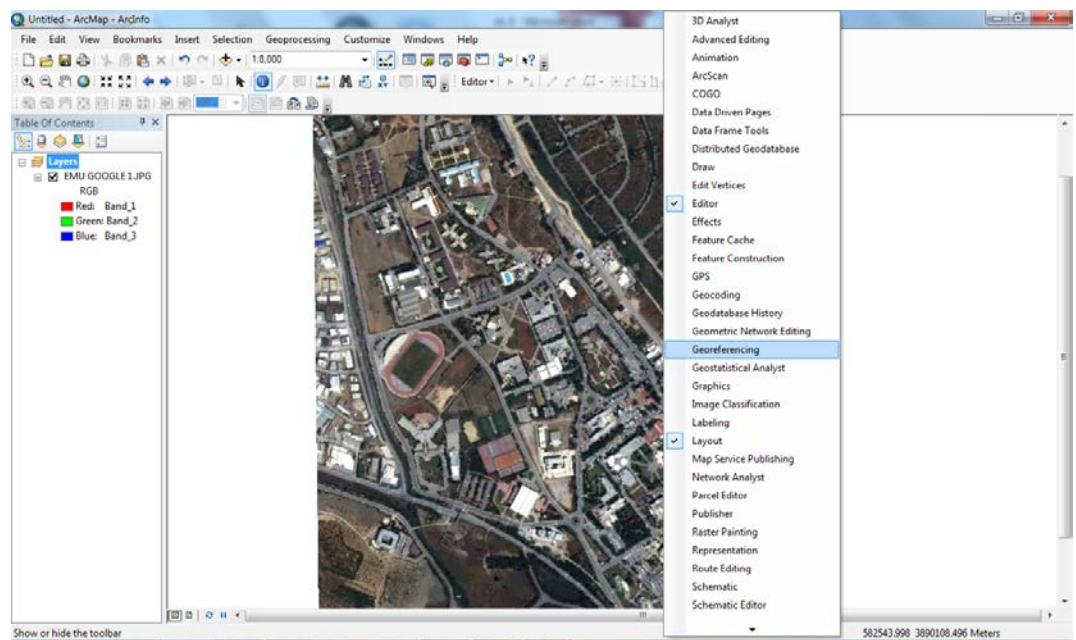 Untitled - ArcMap - ArcInfo
File Edit View Bookmarks Insert Selection Geoprocessing Customize Windows Help
1:8,000
Editor
Table Of Contents
Layers
EMU GOOGLE 1.JPG
RGB
Red: Band_1
Green: Band_2
Blue: Band_3
3D Analyst
Advanced Editing
Animation
ArcScan
COGO
Data Driven Pages
Data Frame Tools
Distributed Geodatabase
Draw
Edit Vertices
Editor
Effects
Feature Cache
Feature Construction
GPS
Geocoding
Geodatabase History
Geometric Network Editing
Georeferencing
Geostatistical Analyst
Graphics
Image Classification
Labeling
Layout
Map Service Publishing
Network Analyst
Parcel Editor
Publisher
Raster Painting
Representation
Route Editing
Schematic
Schematic Editor
Show or hide the toolbar
582543.998 3890108.496 Meters